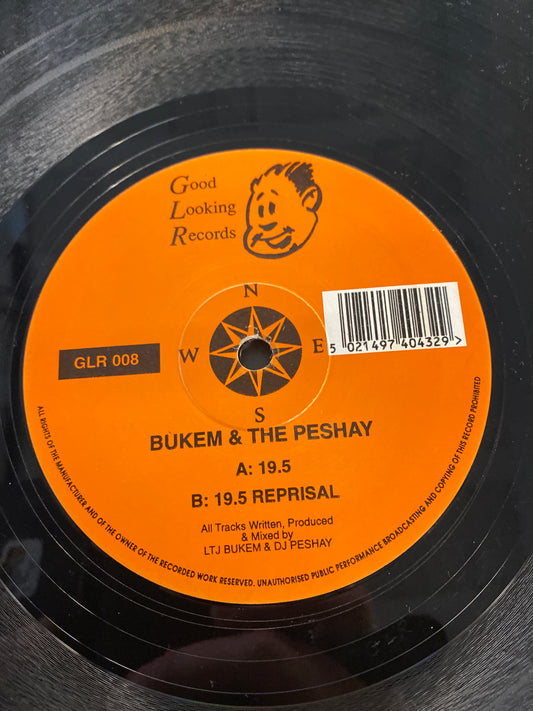 Good
Looking
Records
N
W
E
S
5 021497 404329 >
GLR 008
BUKEM & THE PESHAY
A: 19.5
B: 19.5 REPRISAL
All Tracks Written, Produced
& Mixed by
LTJ BUKEM & DJ PESHAY
ALL RIGHTS OF THE MANUFACTURER AND OF THE OWNER OF THE RECORDED WORK RESERVED. UNAUTHORISED PUBLIC PERFORMANCE BROADCASTING AND COPYING OF THIS RECORD PROHIBITED